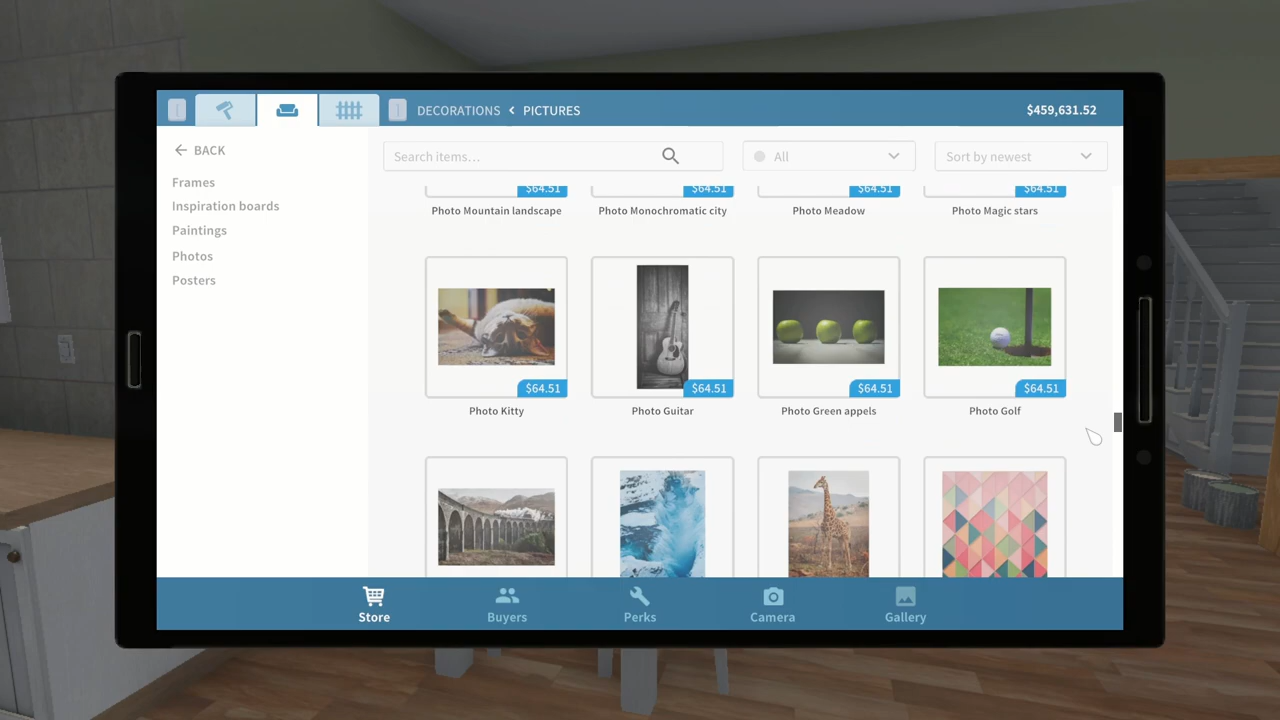 DECORATIONS < PICTURES
$459,631.52
BACK
Search items...
All
Sort by newest
Frames
Inspiration boards
Paintings
Photos
Posters
$64.51 $64.51 $64.51 $64.51
Photo Mountain landscape Photo Monochromatic city Photo Meadow Photo Magic stars
$64.51 $64.51 $64.51 $64.51
Photo Kitty Photo Guitar Photo Green appels Photo Golf
Store Buyers Perks Camera Gallery